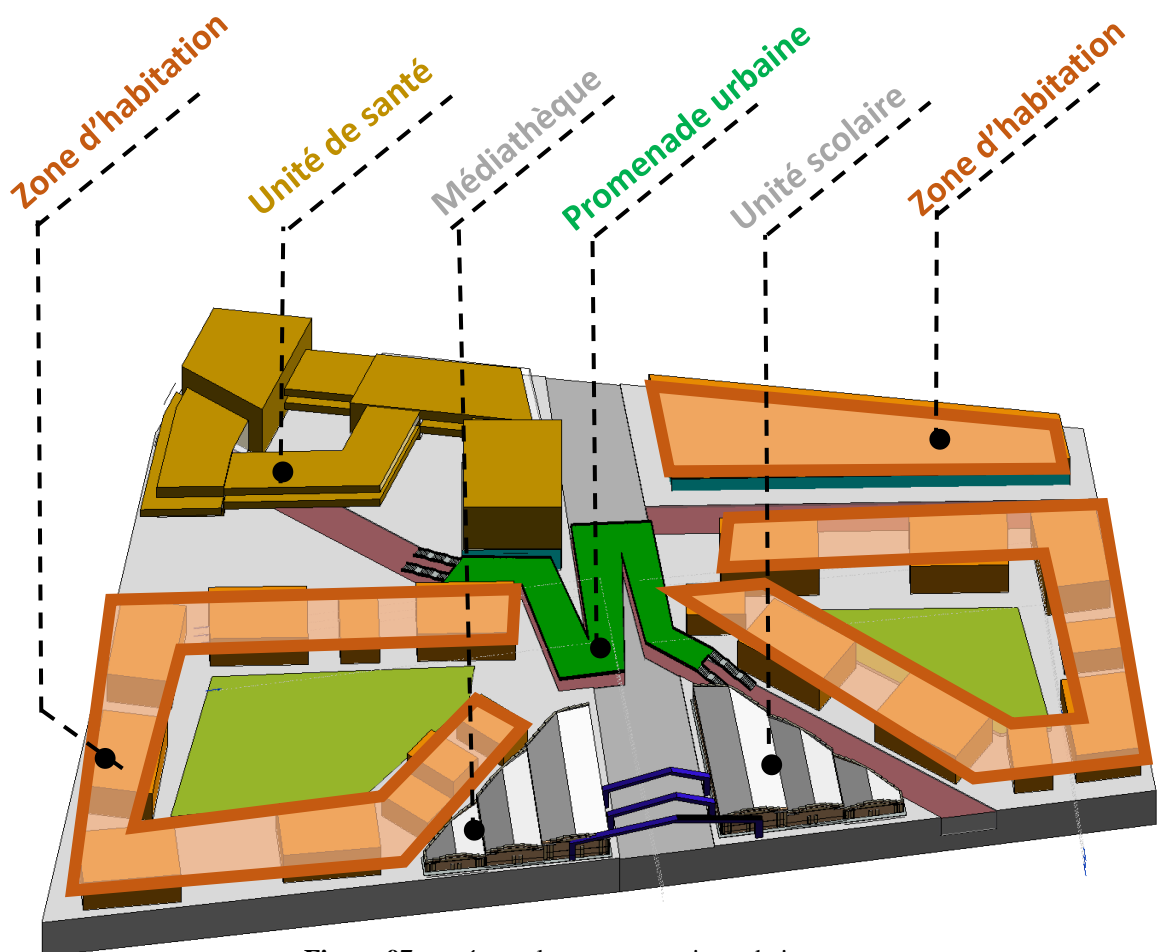 Zone d'habitation
Unité de santé
Médiathèque
Promenade urbaine
Unité scolaire
Zone d'habitation